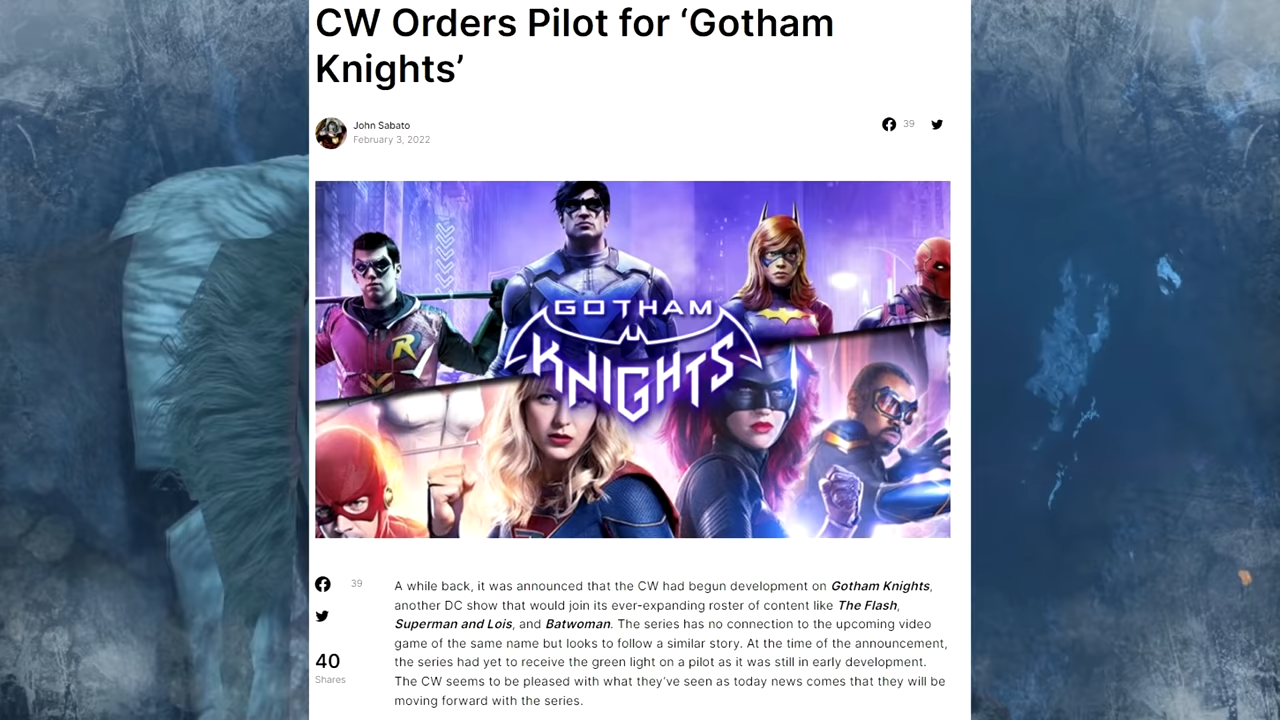 CW Orders Pilot for ‘Gotham
Knights’
John Sabato
February 3, 2022
39
R
GOTHAM
KNIGHTS
39
40
Shares
A while back, it was announced that the CW had begun development on Gotham Knights,
another DC show that would join its ever-expanding roster of content like The Flash,
Superman and Lois, and Batwoman. The series has no connection to the upcoming video
game of the same name but looks to follow a similar story. At the time of the announcement,
the series had yet to receive the green light on a pilot as it was still in early development.
The CW seems to be pleased with what they’ve seen as today news comes that they will be
moving forward with the series.